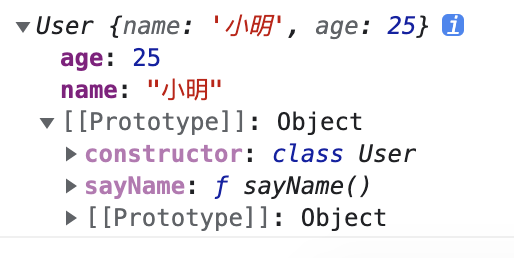 ▼User {name: '小明', age: 25} i
age: 25
name: "小明"
▼[[Prototype]]: Object
▶constructor: class User
▶sayName: ƒ sayName()
▶[[Prototype]]: Object